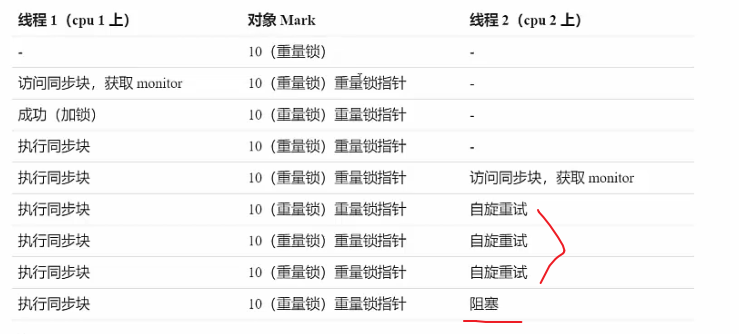 线程 1（cpu 1 上） 对象 Mark 线程 2（cpu 2 上）
- 10（重量锁） -
访问同步块，获取 monitor 10（重量锁）重量锁指针 -
成功（加锁） 10（重量锁）重量锁指针 -
执行同步块 10（重量锁）重量锁指针 -
执行同步块 10（重量锁）重量锁指针 访问同步块，获取 monitor
执行同步块 10（重量锁）重量锁指针 自旋重试
执行同步块 10（重量锁）重量锁指针 自旋重试
执行同步块 10（重量锁）重量锁指针 自旋重试
执行同步块 10（重量锁）重量锁指针 阻塞